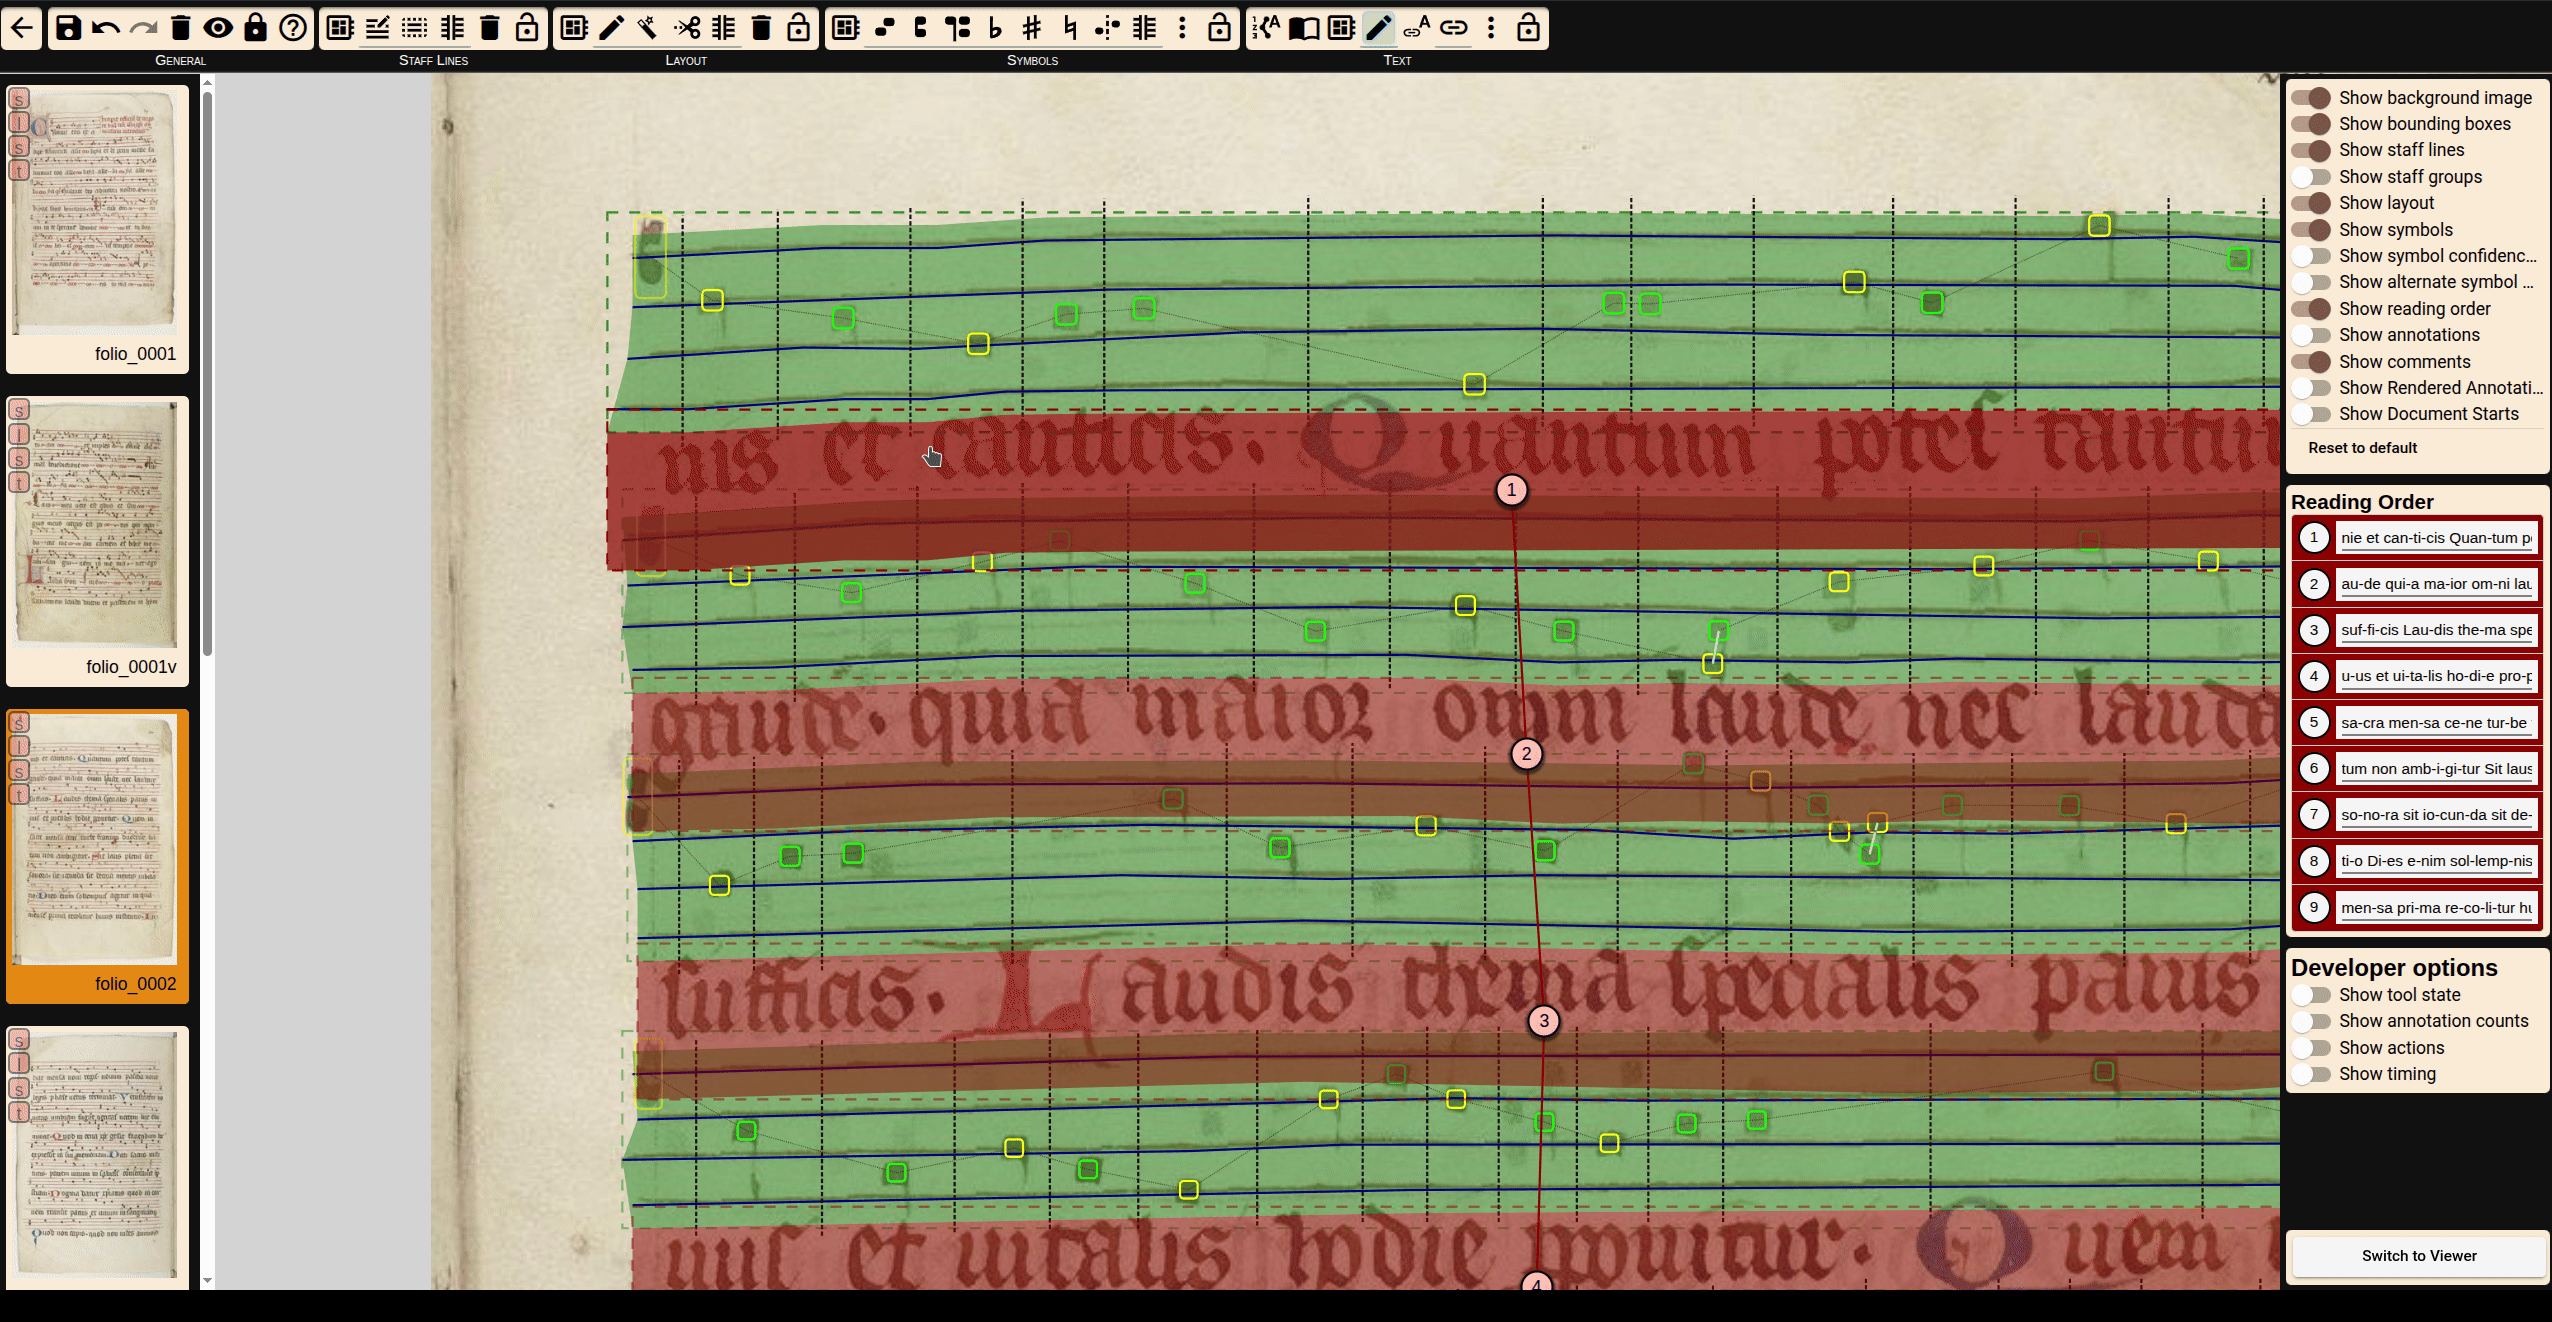 General
Staff Lines
Layout
Symbols
Text
folio_0001
folio_0001v
folio_0002
Show background image
Show bounding boxes
Show staff lines
Show staff groups
Show layout
Show symbols
Show symbol confidenc...
Show alternate symbol ...
Show reading order
Show annotations
Show comments
Show Rendered Annotati...
Show Document Starts
Reset to default
Reading Order
1 nie et can-ti-cis Quan-tum p
2 au-de qui-a ma-ior om-ni lau
3 suf-fi-cis Lau-dis the-ma spe
4 u-us et ui-ta-lis ho-di-e pro-p
5 sa-cra men-sa ce-ne tur-be
6 tum non amb-i-gi-tur Sit laus
7 so-no-ra sit io-cun-da sit de-
8 ti-o Di-es e-nim sol-lemp-nis
9 men-sa pri-ma re-co-li-tur hu
Developer options
Show tool state
Show annotation counts
Show actions
Show timing
Switch to Viewer
nis et canticis. Quantum potes tantum
1
gaude. quia maior omni laude nec lauda
2
sufficis. Laudis thema specialis panis
3
uus et uitalis hodie ponitur. Quem
4